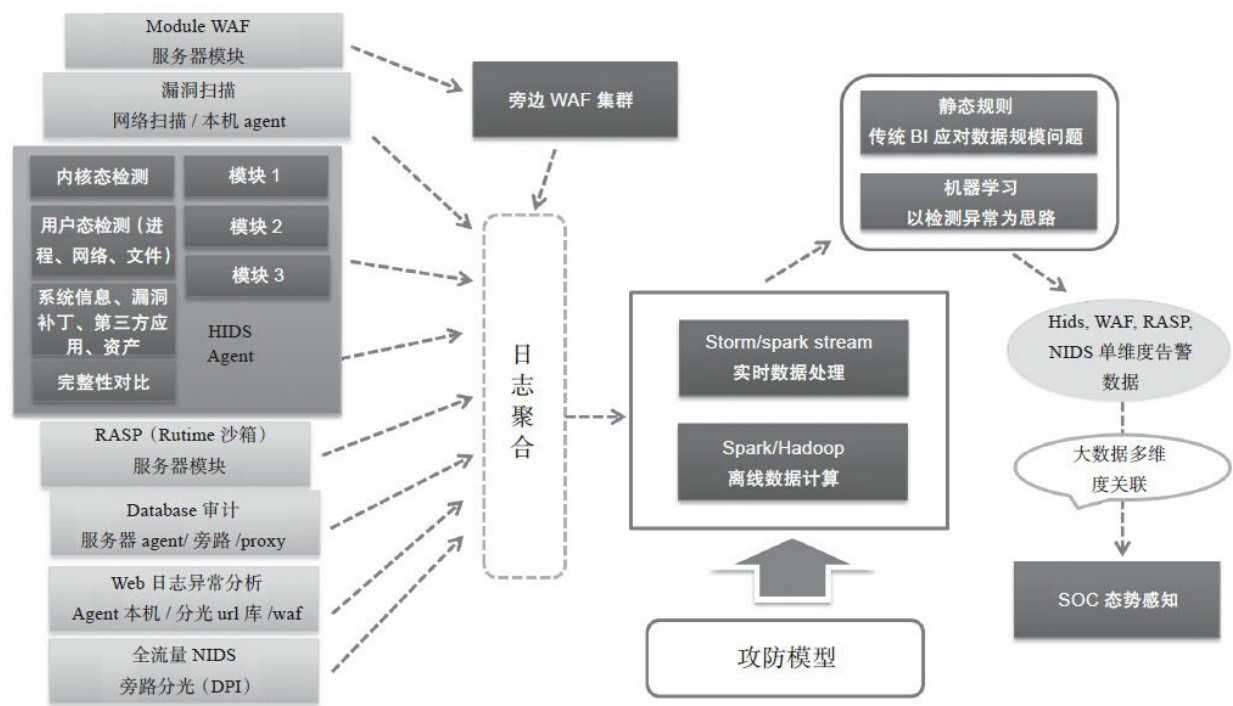 Module WAF
服务器模块
漏洞扫描
网络扫描 / 本机 agent
内核态检测
用户态检测（进
程、网络、文件）
系统信息、漏洞
补丁、第三方应
用、资产
完整性对比
模块 1
模块 2
模块 3
HIDS
Agent
RASP（Rutime 沙箱）
服务器模块
Database 审计
服务器 agent/ 旁路 /proxy
Web 日志异常分析
Agent 本机 / 分光 url 库 /waf
全流量 NIDS
旁路分光（DPI）
旁边 WAF 集群
日志聚合
Storm/spark stream
实时数据处理
Spark/Hadoop
离线数据计算
攻防模型
静态规则
传统 BI 应对数据规模问题
机器学习
以检测异常为思路
Hids, WAF, RASP,
NIDS 单维度告警
数据
大数据多维
度关联
SOC 态势感知